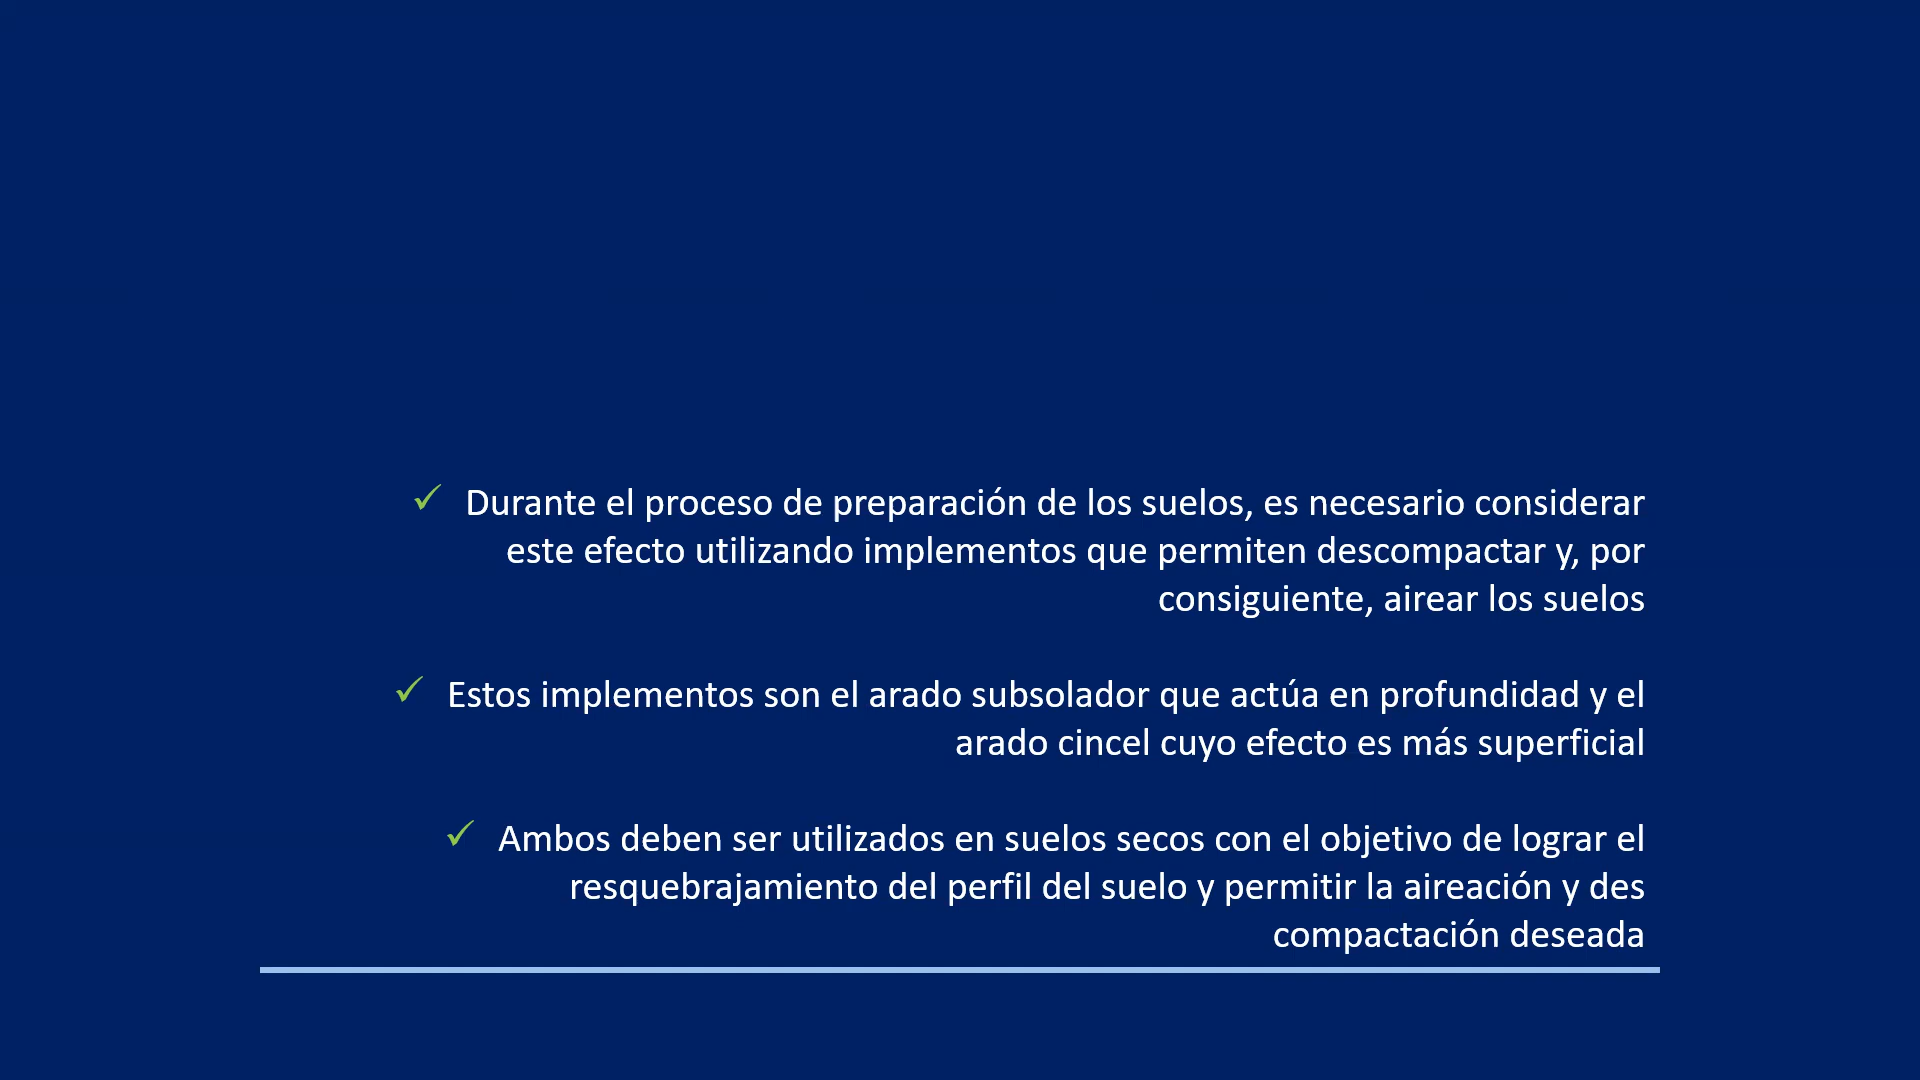 ✓ Durante el proceso de preparación de los suelos, es necesario considerar
este efecto utilizando implementos que permiten descompactar y, por
consiguiente, airear los suelos
✓ Estos implementos son el arado subsolador que actúa en profundidad y el
arado cincel cuyo efecto es más superficial
✓ Ambos deben ser utilizados en suelos secos con el objetivo de lograr el
resquebrajamiento del perfil del suelo y permitir la aireación y des
compactación deseada